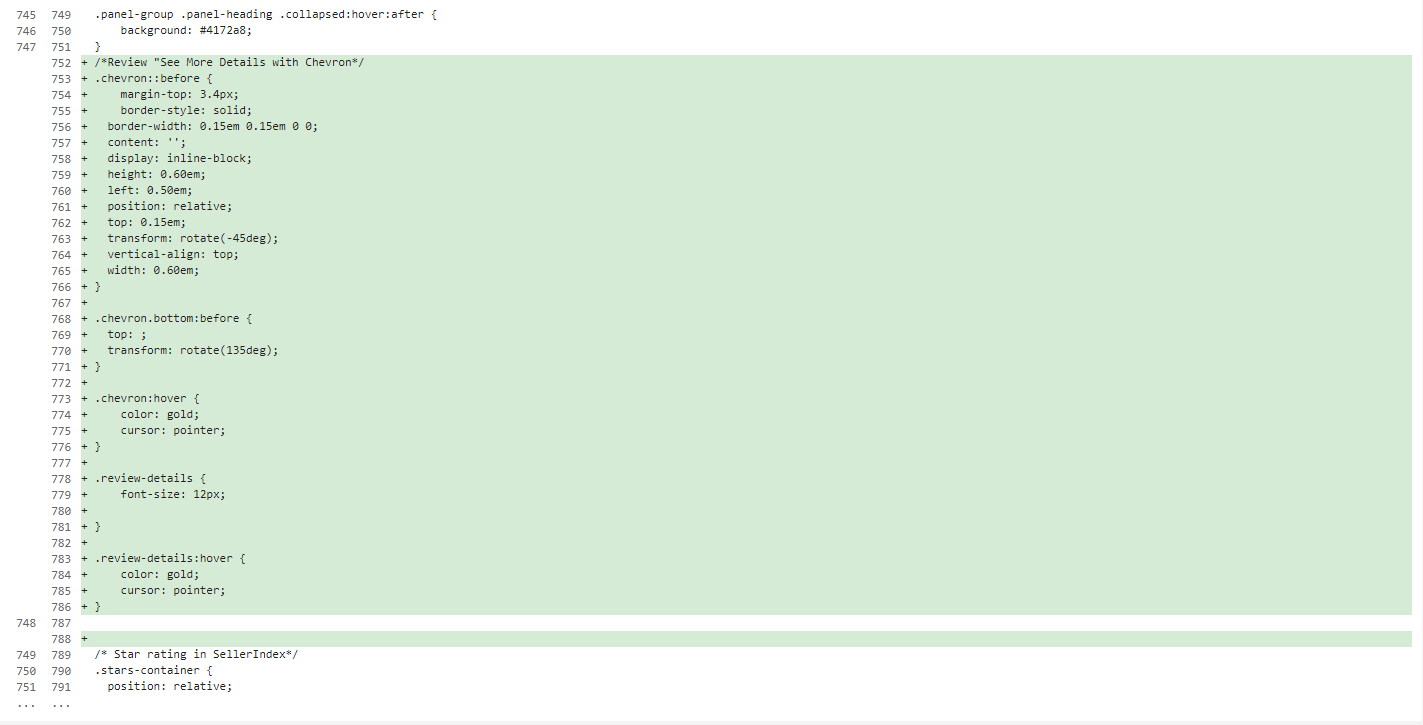 745 749 .panel-group .panel-heading .collapsed:hover:after {
746 750 background: #4172a8;
747 751 }
752 + /*Review "See More Details with Chevron*/
753 + .chevron::before {
754 + margin-top: 3.4px;
755 + border-style: solid;
756 + border-width: 0.15em 0.15em 0 0;
757 + content: '';
758 + display: inline-block;
759 + height: 0.60em;
760 + left: 0.50em;
761 + position: relative;
762 + top: 0.15em;
763 + transform: rotate(-45deg);
764 + vertical-align: top;
765 + width: 0.60em;
766 + }
767 +
768 + .chevron.bottom:before {
769 + top: ;
770 + transform: rotate(135deg);
771 + }
772 +
773 + .chevron:hover {
774 + color: gold;
775 + cursor: pointer;
776 + }
777 +
778 + .review-details {
779 + font-size: 12px;
780 +
781 + }
782 +
783 + .review-details:hover {
784 + color: gold;
785 + cursor: pointer;
786 + }
748 787
788 +
749 789 /* Star rating in SellerIndex*/
750 790 .stars-container {
751 791 position: relative;
... ...